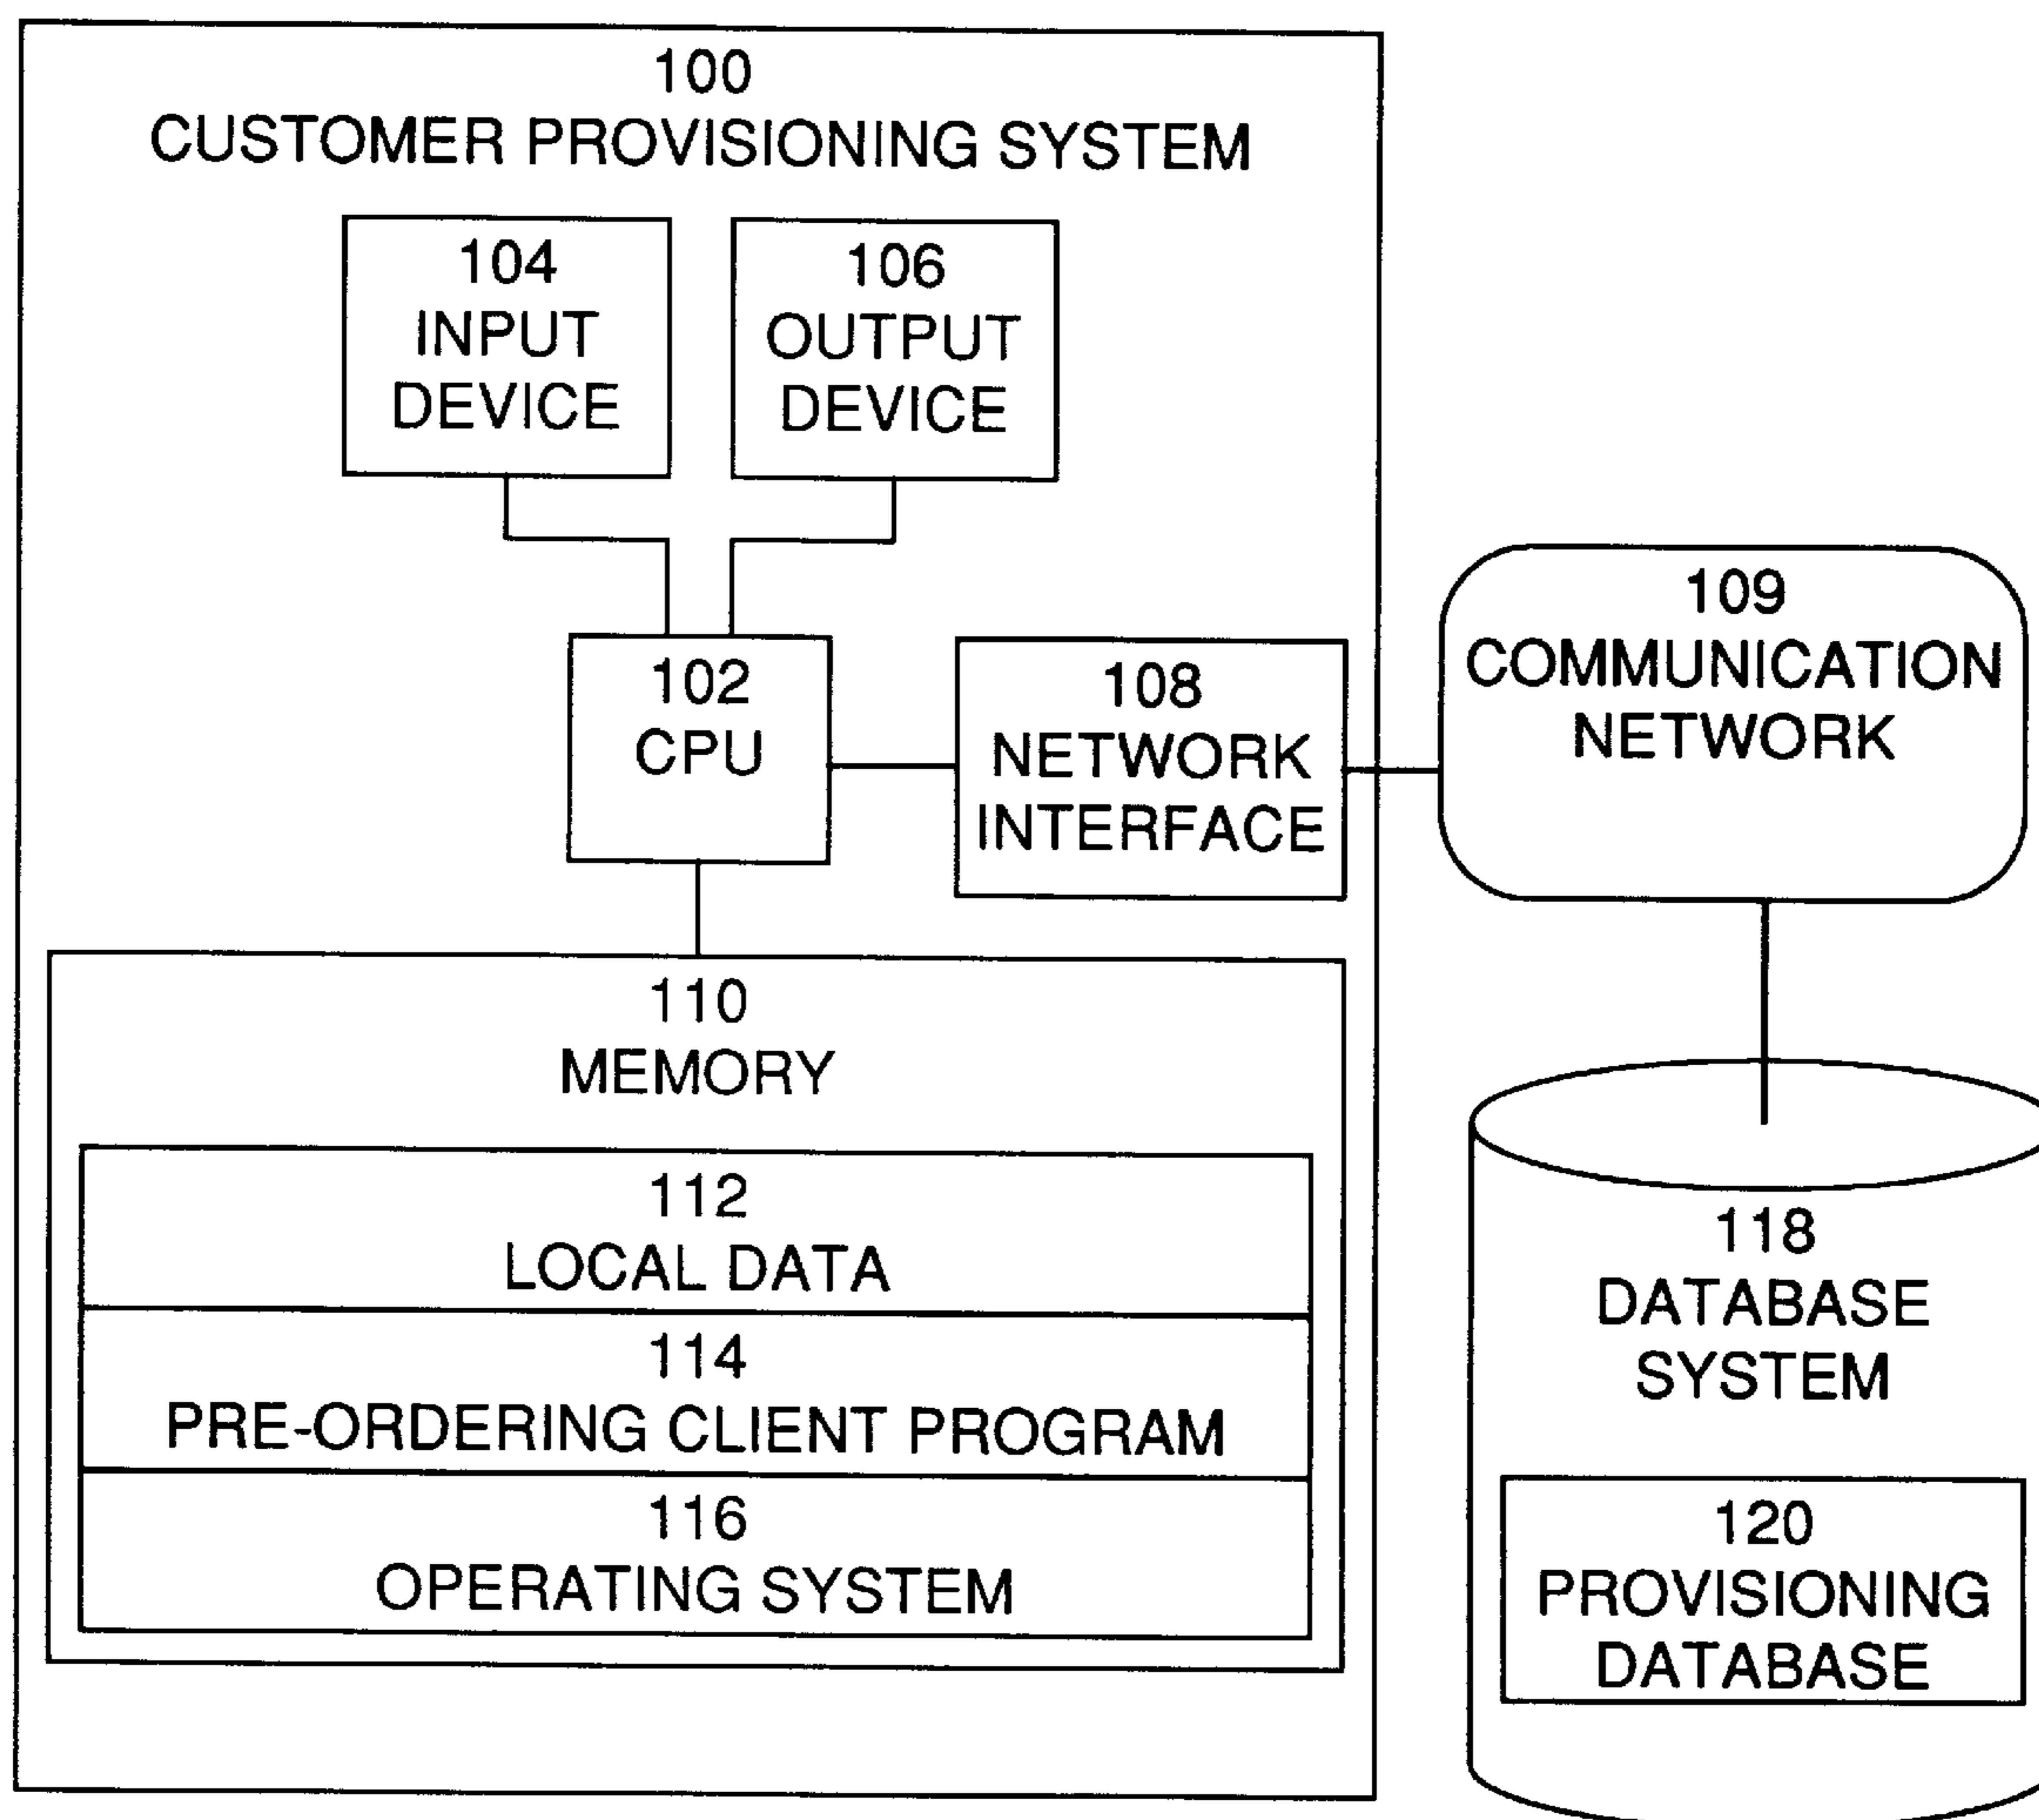 100
CUSTOMER PROVISIONING SYSTEM
104
INPUT
DEVICE
106
OUTPUT
DEVICE
102
CPU
108
NETWORK
INTERFACE
109
COMMUNICATION
NETWORK
110
MEMORY
112
LOCAL DATA
114
PRE-ORDERING CLIENT PROGRAM
116
OPERATING SYSTEM
118
DATABASE
SYSTEM
120
PROVISIONING
DATABASE